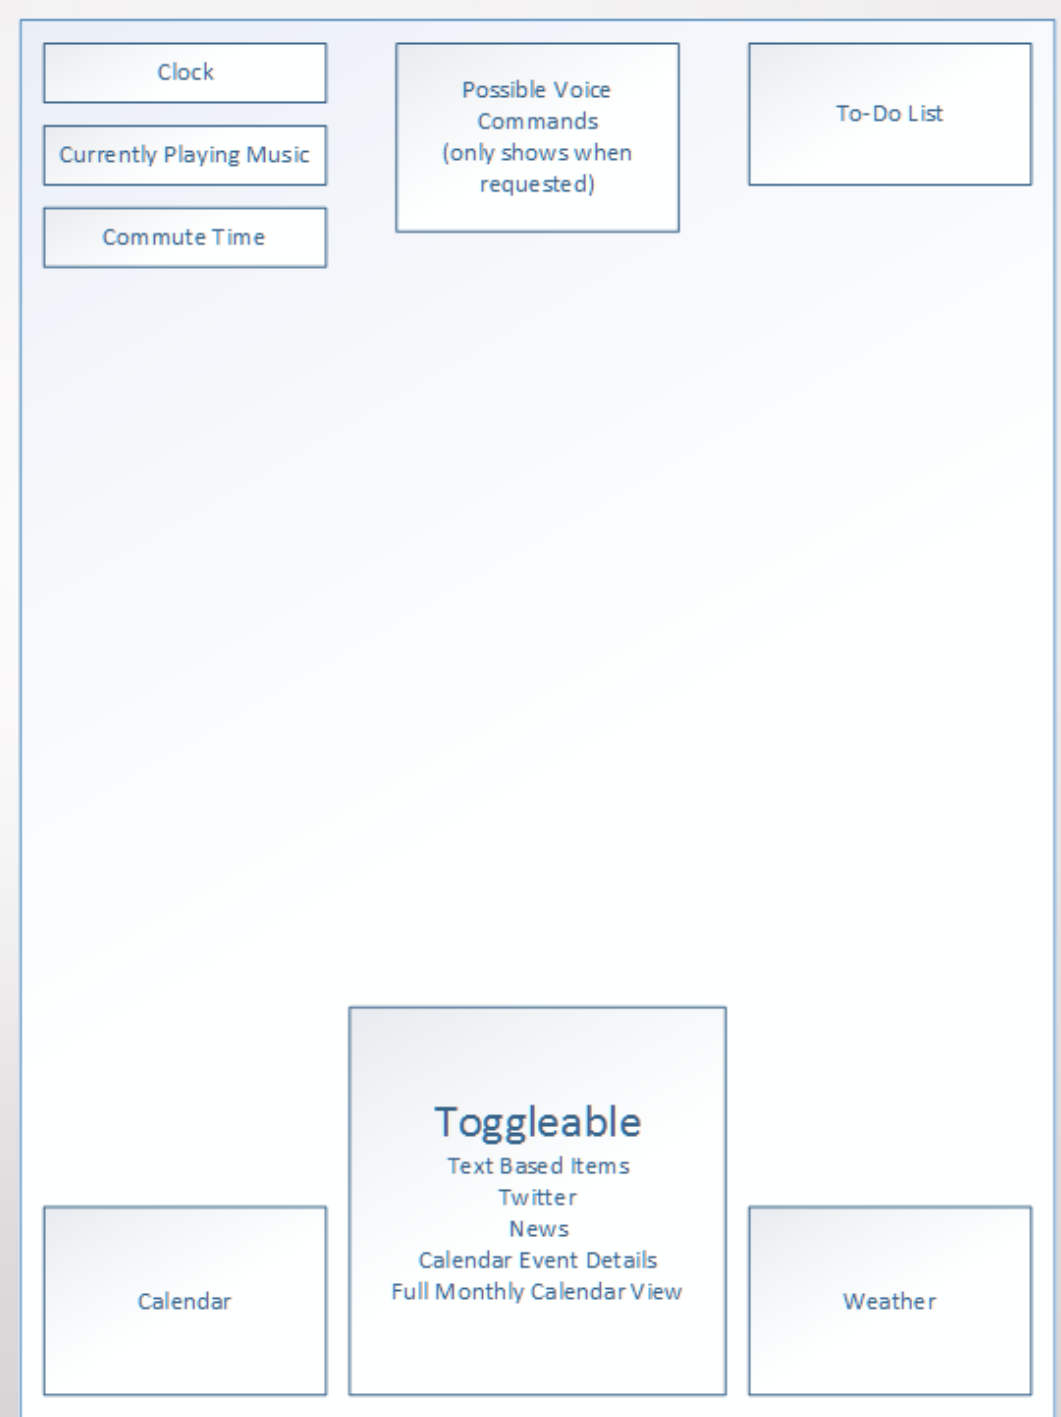 Clock
Currently Playing Music
Commute Time
Possible Voice
Commands
(only shows when
requested)
To-Do List
Toggleable
Text Based Items
Twitter
News
Calendar Event Details
Full Monthly Calendar View
Calendar
Weather